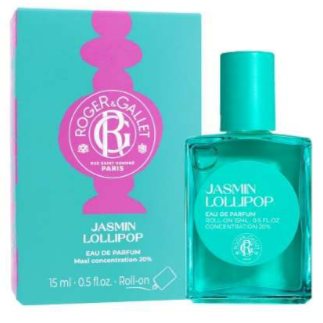 ROGER & GALLET
RG
RUE SAINT HONORÉ
PARIS
JASMIN
LOLLIPOP
EAU DE PARFUM
Maxi concentration 20%
15 ml · 0.5 fl.oz. · Roll-on
JASMIN
LOLLIPOP
EAU DE PARFUM
ROLL-ON 15ML · 0.5 FL.OZ
CONCENTRATION 20%